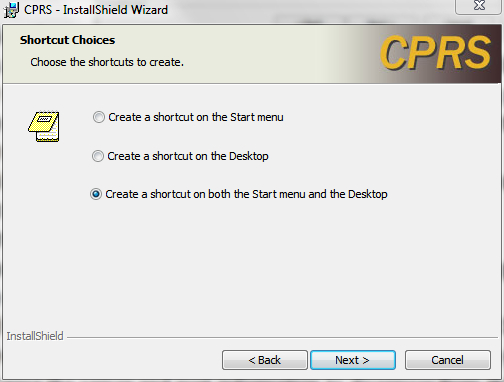 CPRS - InstallShield Wizard
Shortcut Choices
Choose the shortcuts to create.
CPRS
Create a shortcut on the Start menu
Create a shortcut on the Desktop
Create a shortcut on both the Start menu and the Desktop
InstallShield
< Back
Next >
Cancel